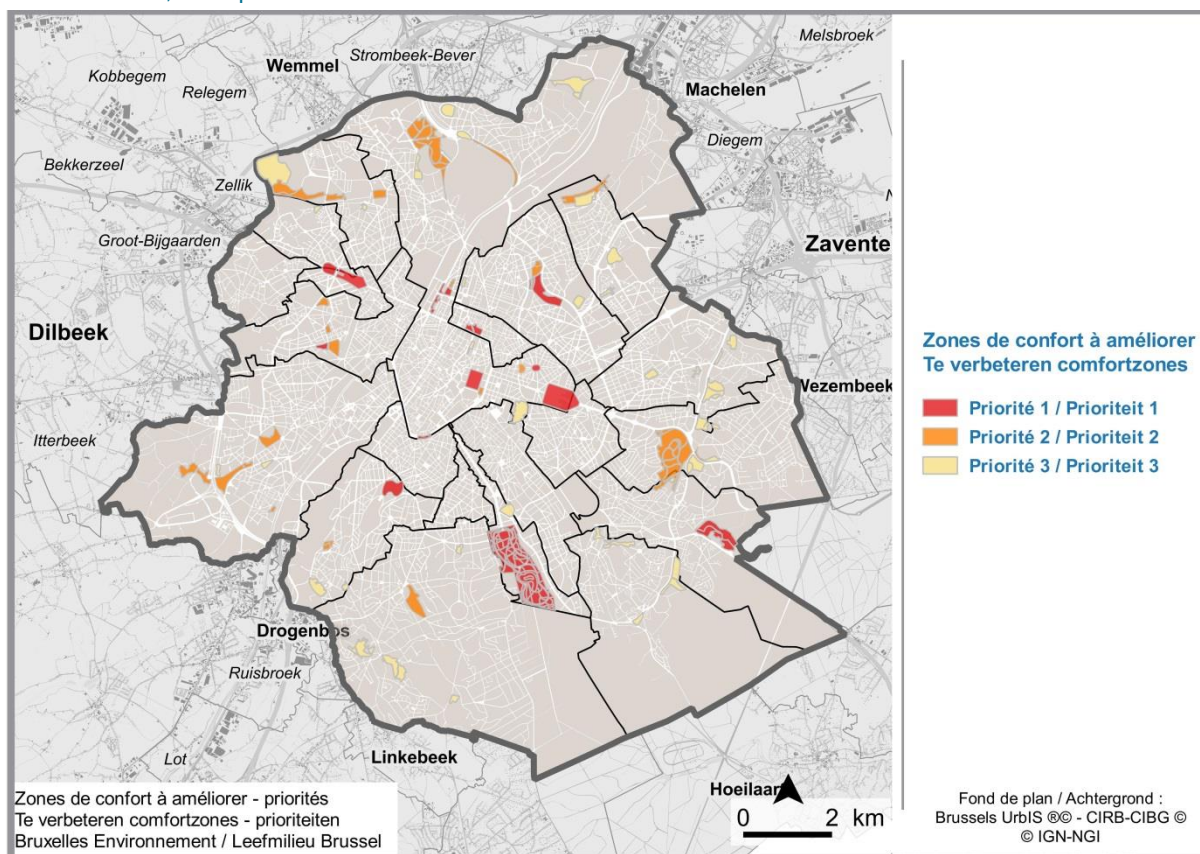 Melsbroek
Strombeek-Bever
Wemmel
Kobbegem
Relegem
Machelen
Diegem
Bekkerzeel
Zellik
Groot-Bijgaarden
Zavente
Dilbeek
Wezembeek
Itterbeek
Drogenbos
Ruisbroek
Linkebeek
Lot
Hoeilaar
0 2 km
Zones de confort à améliorer - priorités
Te verbeteren comfortzones - prioriteiten
Bruxelles Environnement / Leefmilieu Brussel
Zones de confort à améliorer
Te verbeteren comfortzones
Priorité 1 / Prioriteit 1
Priorité 2 / Prioriteit 2
Priorité 3 / Prioriteit 3
Fond de plan / Achtergrond :
Brussels UrbIS ®© - CIRB-CIBG ©
© IGN-NGI